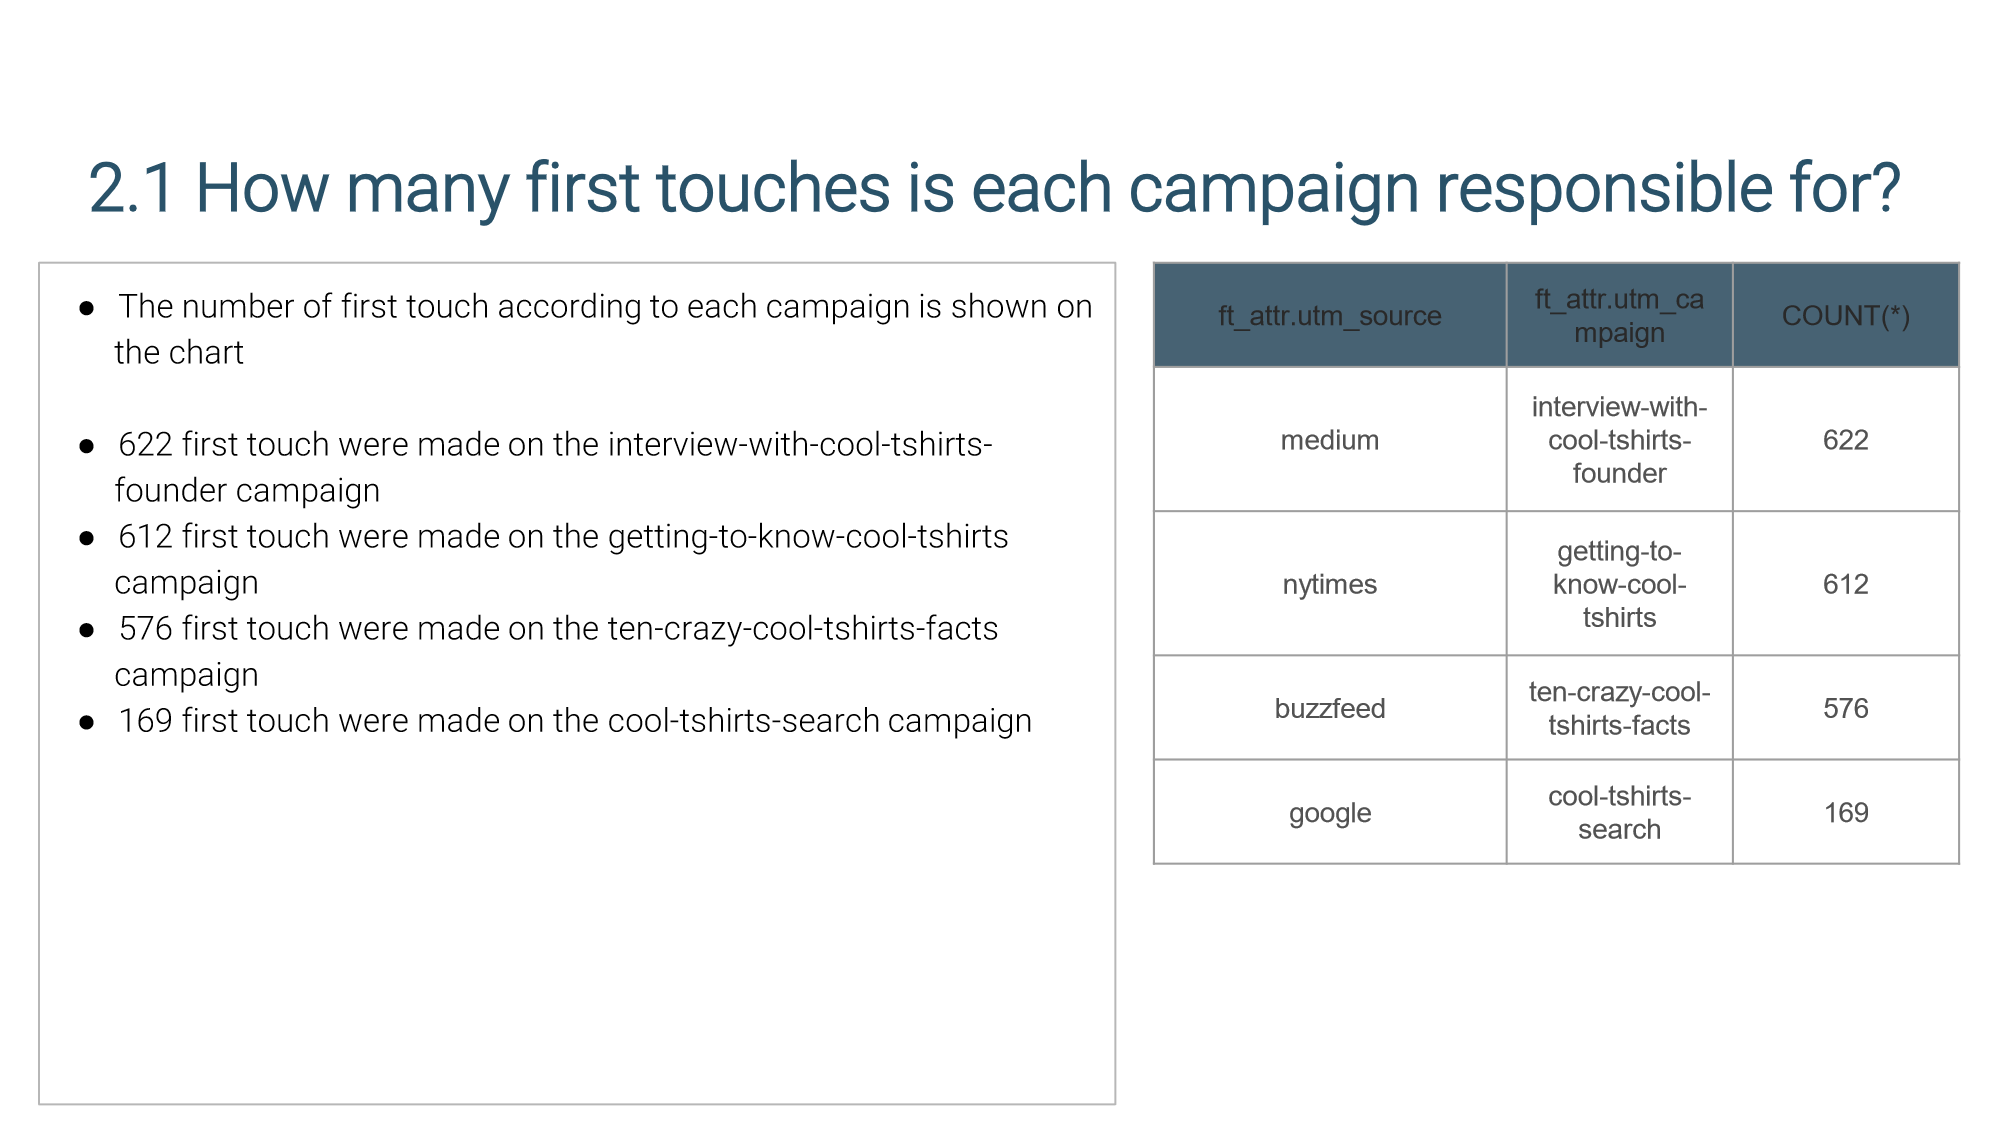 2.1 How many first touches is each campaign responsible for?
● The number of first touch according to each campaign is shown on
the chart
● 622 first touch were made on the interview-with-cool-tshirts-
founder campaign
● 612 first touch were made on the getting-to-know-cool-tshirts
campaign
● 576 first touch were made on the ten-crazy-cool-tshirts-facts
campaign
● 169 first touch were made on the cool-tshirts-search campaign
ft_attr.utm_source
ft_attr.utm_ca
mpaign
COUNT(*)
medium
interview-with-
cool-tshirts-
founder
622
nytimes
getting-to-
know-cool-
tshirts
612
buzzfeed
ten-crazy-cool-
tshirts-facts
576
google
cool-tshirts-
search
169